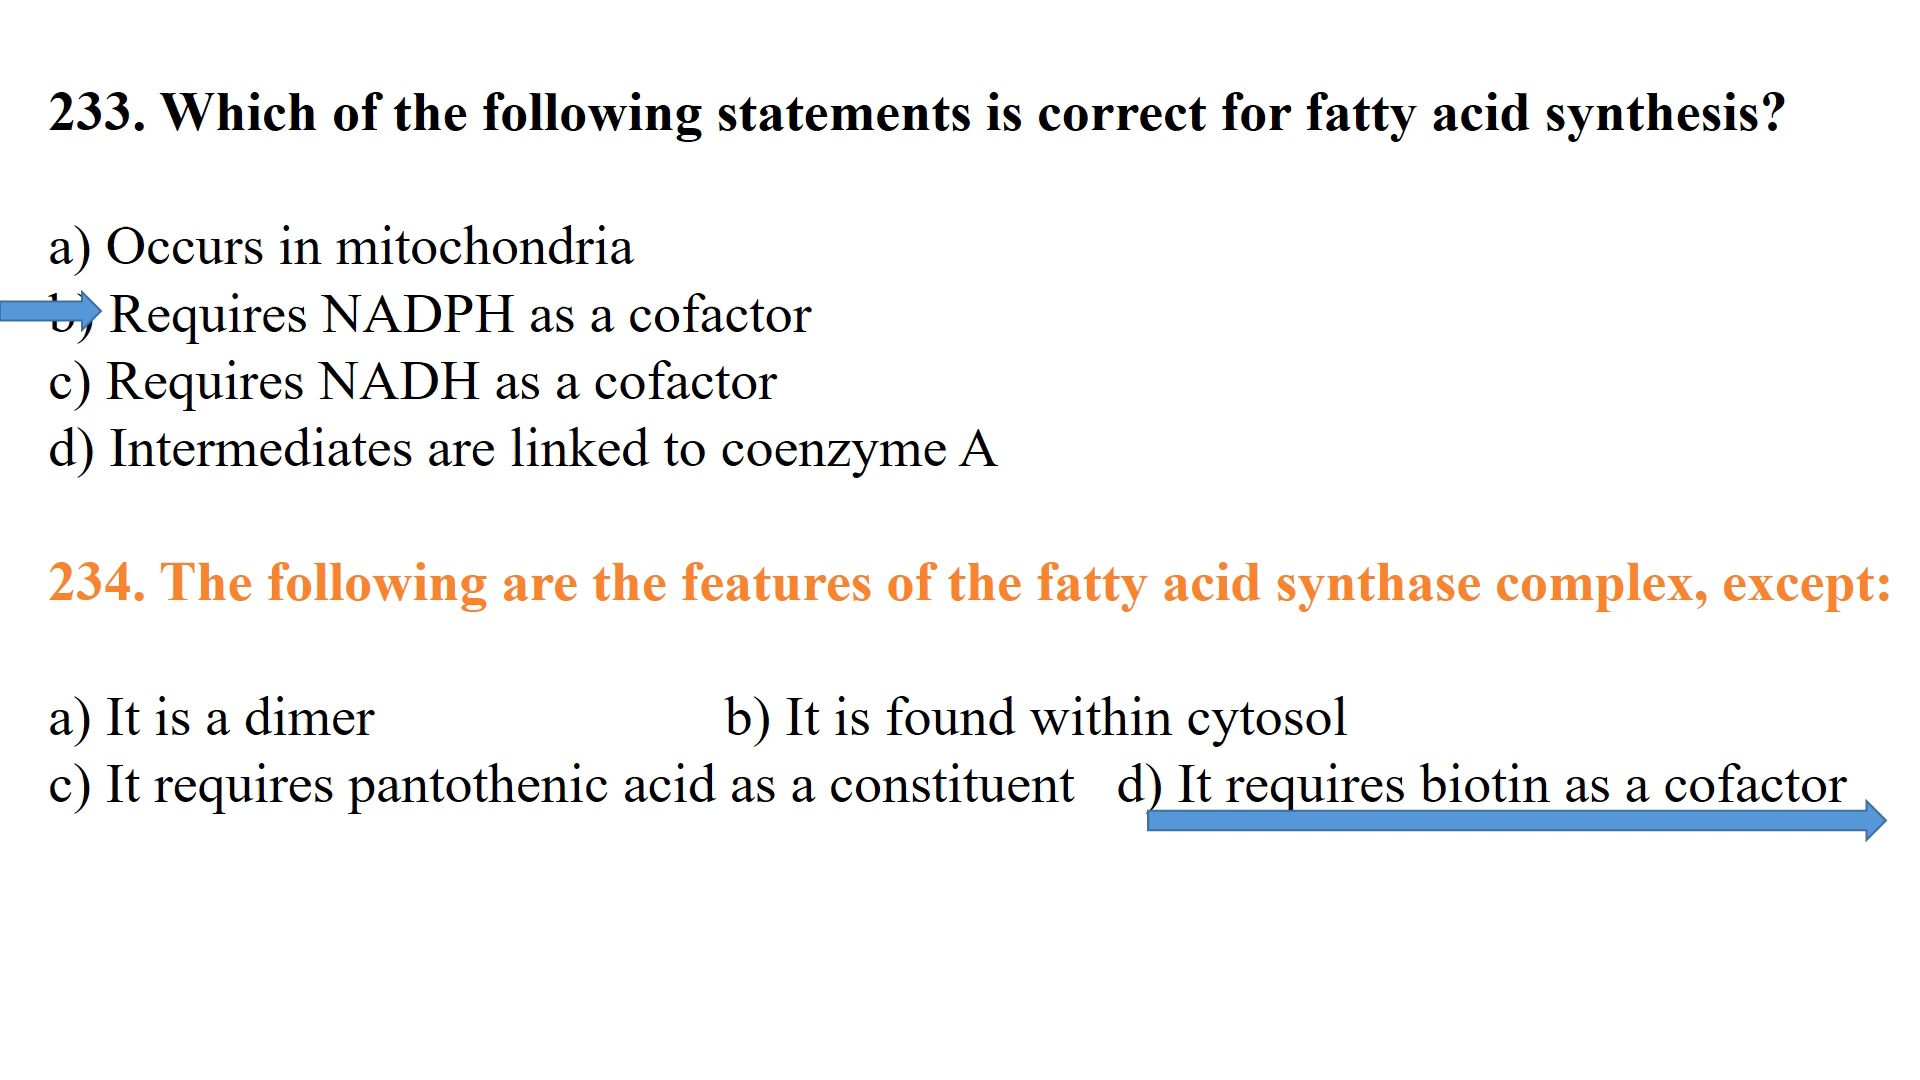 233. Which of the following statements is correct for fatty acid synthesis?
a) Occurs in mitochondria
b) Requires NADPH as a cofactor
c) Requires NADH as a cofactor
d) Intermediates are linked to coenzyme A
234. The following are the features of the fatty acid synthase complex, except:
a) It is a dimer b) It is found within cytosol
c) It requires pantothenic acid as a constituent d) It requires biotin as a cofactor